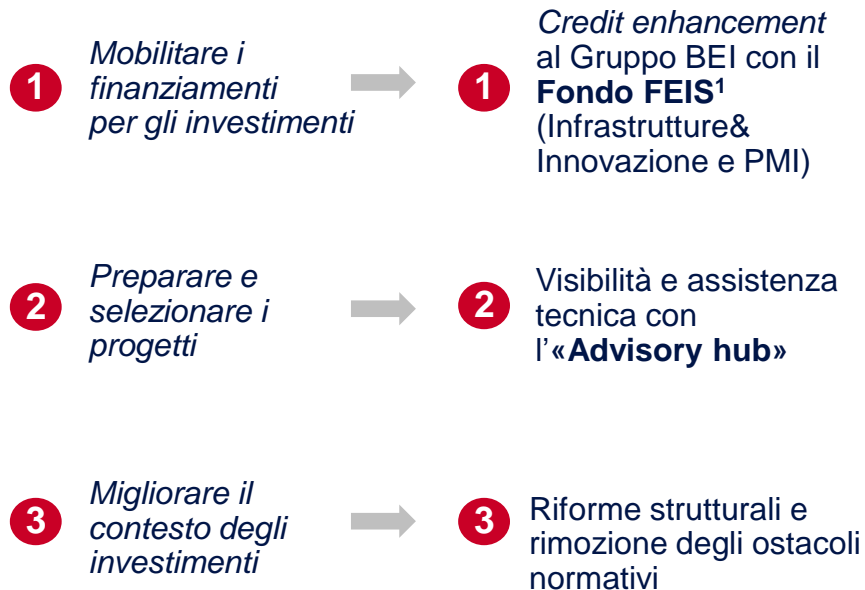 1
Mobilitare i
finanziamenti
per gli investimenti
1
Credit enhancement
al Gruppo BEI con il
Fondo FEIS¹
(Infrastrutture&
Innovazione e PMI)
2
Preparare e
selezionare i
progetti
2
Visibilità e assistenza
tecnica con
l’«Advisory hub»
3
Migliorare il
contesto degli
investimenti
3
Riforme strutturali e
rimozione degli ostacoli
normativi